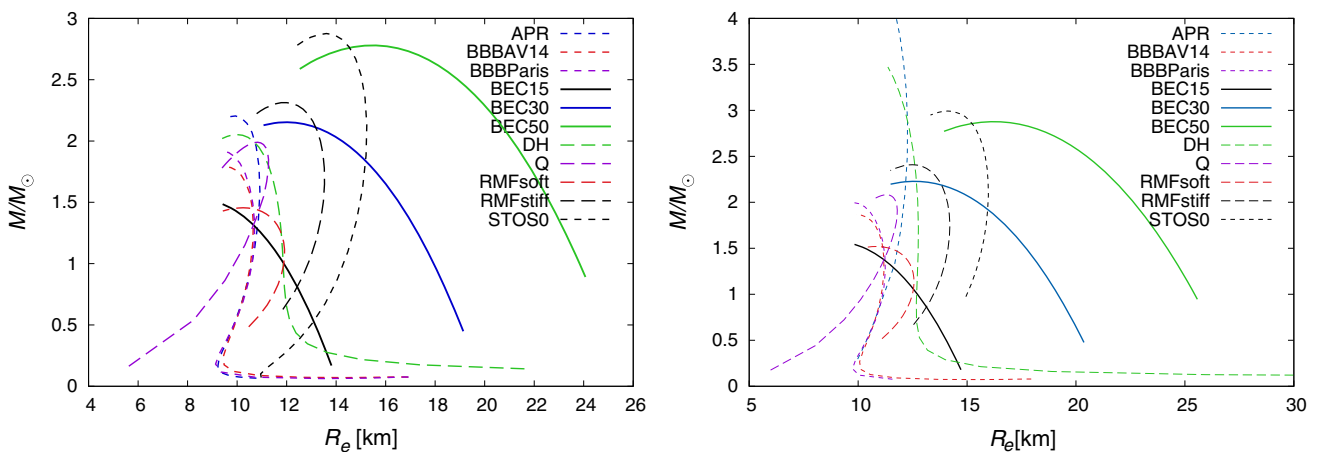 3
2.5
2
1.5
1
0.5
0
M/M☉
4 6 8 10 12 14 16 18 20 22 24 26
R_e [km]
APR
BBBAV14
BBBParis
BEC15
BEC30
BEC50
DH
Q
RMFsoft
RMFstiff
STOS0
4
3.5
3
2.5
2
1.5
1
0.5
0
M/M☉
5 10 15 20 25 30
R_e[km]
APR
BBBAV14
BBBParis
BEC15
BEC30
BEC50
DH
Q
RMFsoft
RMFstiff
STOS0